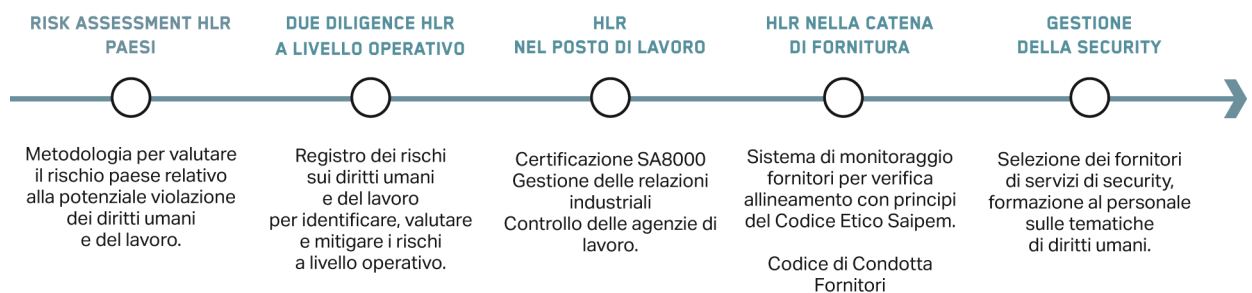 RISK ASSESSMENT HLR
PAESI
Metodologia per valutare
il rischio paese relativo
alla potenziale violazione
dei diritti umani
e del lavoro.
DUE DILIGENCE HLR
A LIVELLO OPERATIVO
Registro dei rischi
sui diritti umani
e del lavoro
per identificare, valutare
e mitigare i rischi
a livello operativo.
HLR
NEL POSTO DI LAVORO
Certificazione SA8000
Gestione delle relazioni
industriali
Controllo delle agenzie di
lavoro.
HLR NELLA CATENA
DI FORNITURA
Sistema di monitoraggio
fornitori per verifica
allineamento con principi
del Codice Etico Saipem.
Codice di Condotta
Fornitori
GESTIONE
DELLA SECURITY
Selezione dei fornitori
di servizi di security,
formazione al personale
sulle tematiche
di diritti umani.